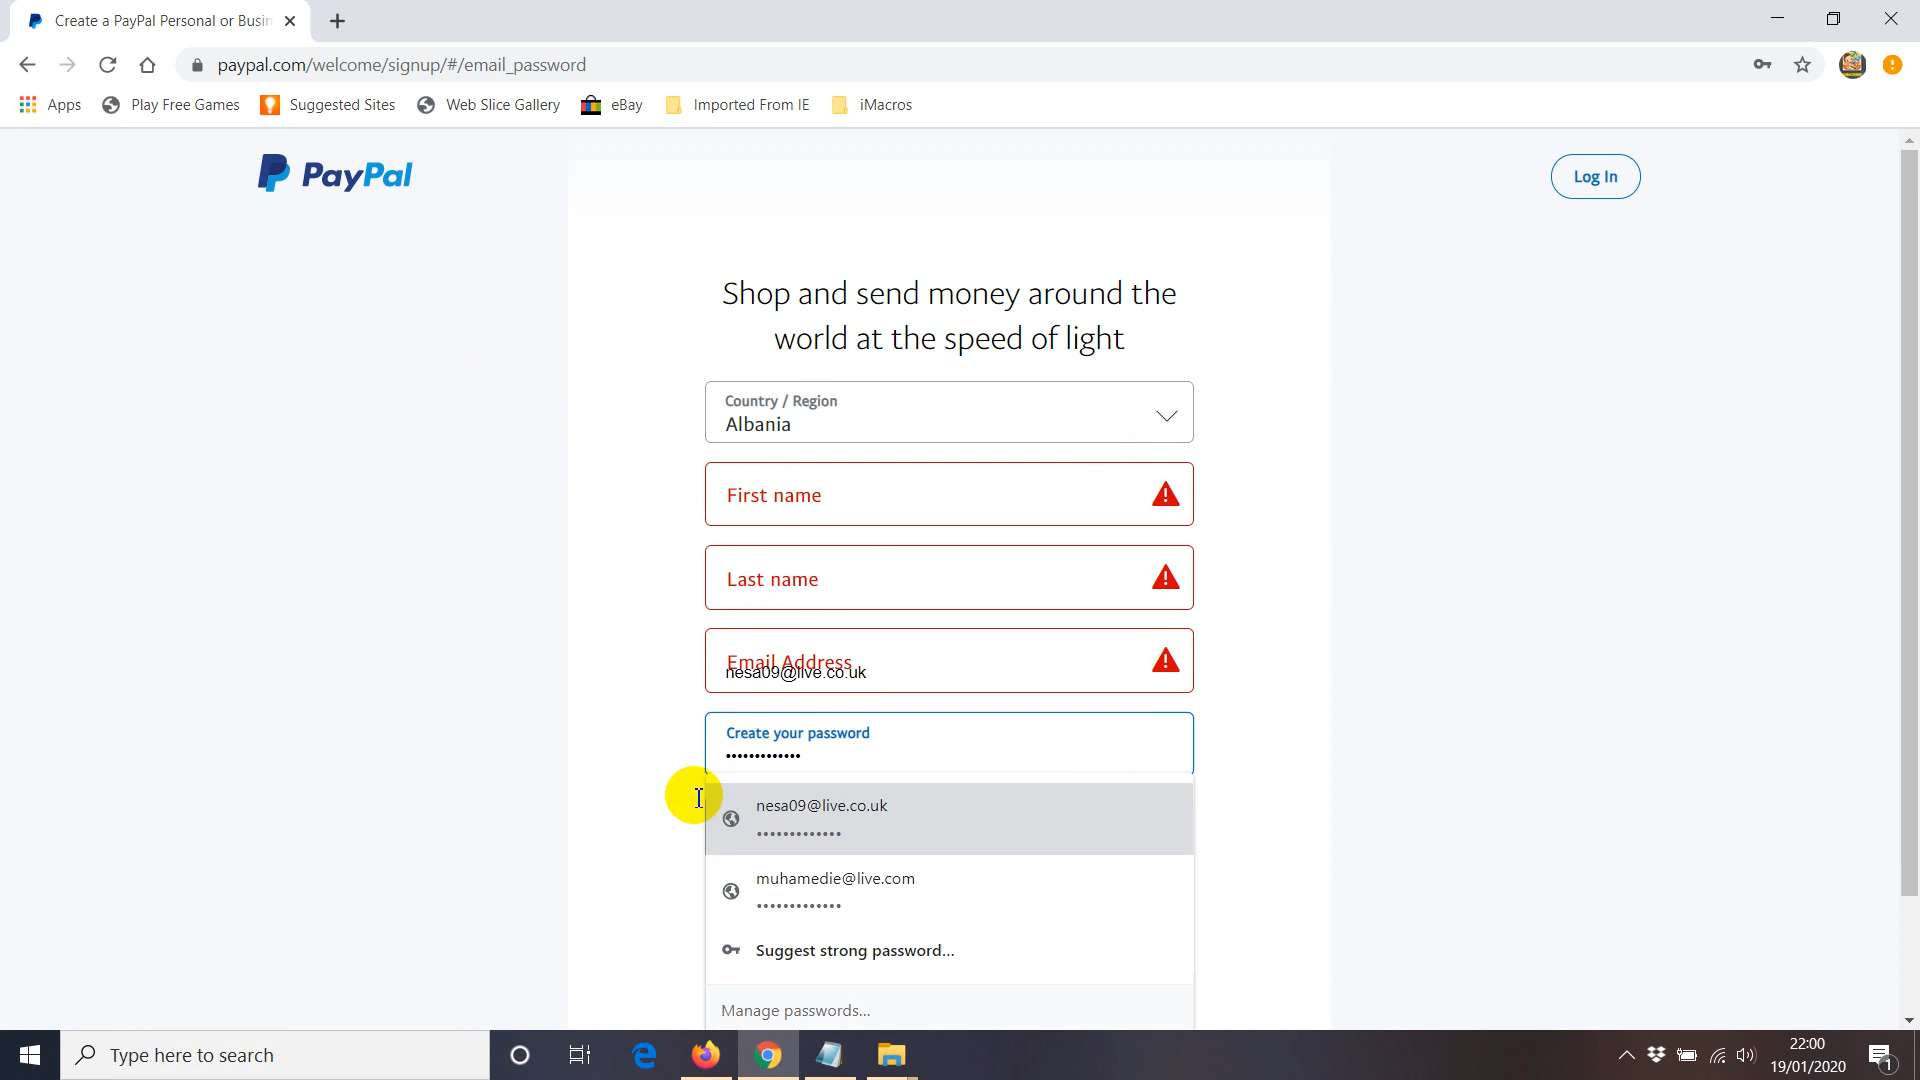 Create a PayPal Personal or Busin
paypal.com/welcome/signup/#/email_password
Apps
Play Free Games
Suggested Sites
Web Slice Gallery
eBay
Imported From IE
iMacros
PayPal
Log In
Shop and send money around the
world at the speed of light
Country / Region
Albania
First name
Last name
Email Address
nesa09@live.co.uk
Create your password
•••••••••••••
nesa09@live.co.uk
•••••••••••••
muhamedie@live.com
•••••••••••••
Suggest strong password...
Manage passwords...
Type here to search
22:00
19/01/2020
1